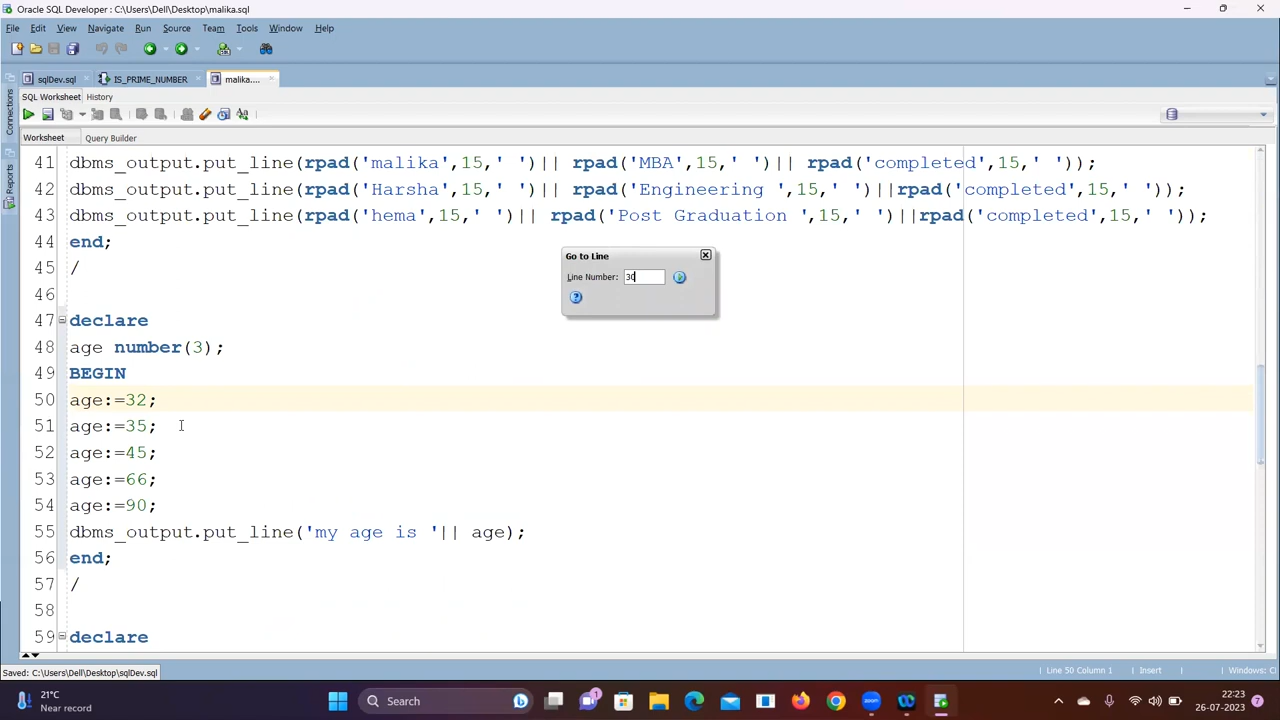 Oracle SQL Developer : C:\Users\Dell\Desktop\malika.sql
File Edit View Navigate Run Source Team Tools Window Help
sqlDev.sql IS_PRIME_NUMBER malika....
SQL Worksheet History
Worksheet Query Builder
Connections
Reports
41 dbms_output.put_line(rpad('malika',15,' ')|| rpad('MBA',15,' ')|| rpad('completed',15,' '));
42 dbms_output.put_line(rpad('Harsha',15,' ')|| rpad('Engineering ',15,' ')||rpad('completed',15,' '));
43 dbms_output.put_line(rpad('hema',15,' ')|| rpad('Post Graduation ',15,' ')||rpad('completed',15,' '));
44 end;
45 /
46
47 declare
48 age number(3);
49 BEGIN
50 age:=32;
51 age:=35;
52 age:=45;
53 age:=66;
54 age:=90;
55 dbms_output.put_line('my age is '|| age);
56 end;
57 /
58
59 declare
Go to Line
Line Number: 30
Saved: C:\Users\Dell\Desktop\sqlDev.sql
Line 50 Column 1 Insert Windows: C
21°C
Near record
Search
1
22:23
26-07-2023
7